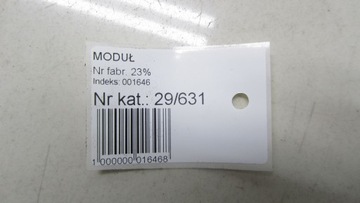 MODUŁ
Nr fabr. 23%
Indeks: 001646
Nr kat.: 29/631
1 000000 016468